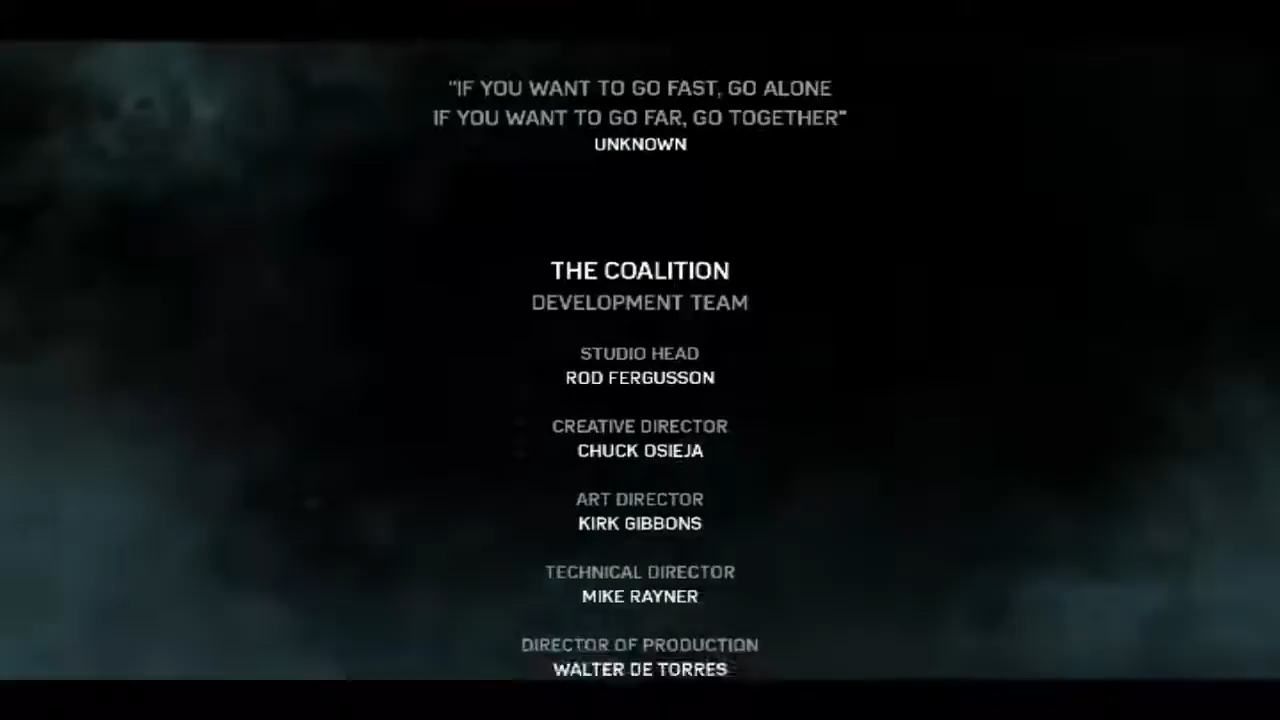 "IF YOU WANT TO GO FAST, GO ALONE
IF YOU WANT TO GO FAR, GO TOGETHER"
UNKNOWN
THE COALITION
DEVELOPMENT TEAM
STUDIO HEAD
ROD FERGUSSON
CREATIVE DIRECTOR
CHUCK OSIEJA
ART DIRECTOR
KIRK GIBBONS
TECHNICAL DIRECTOR
MIKE RAYNER
DIRECTOR OF PRODUCTION
WALTER DE TORRES